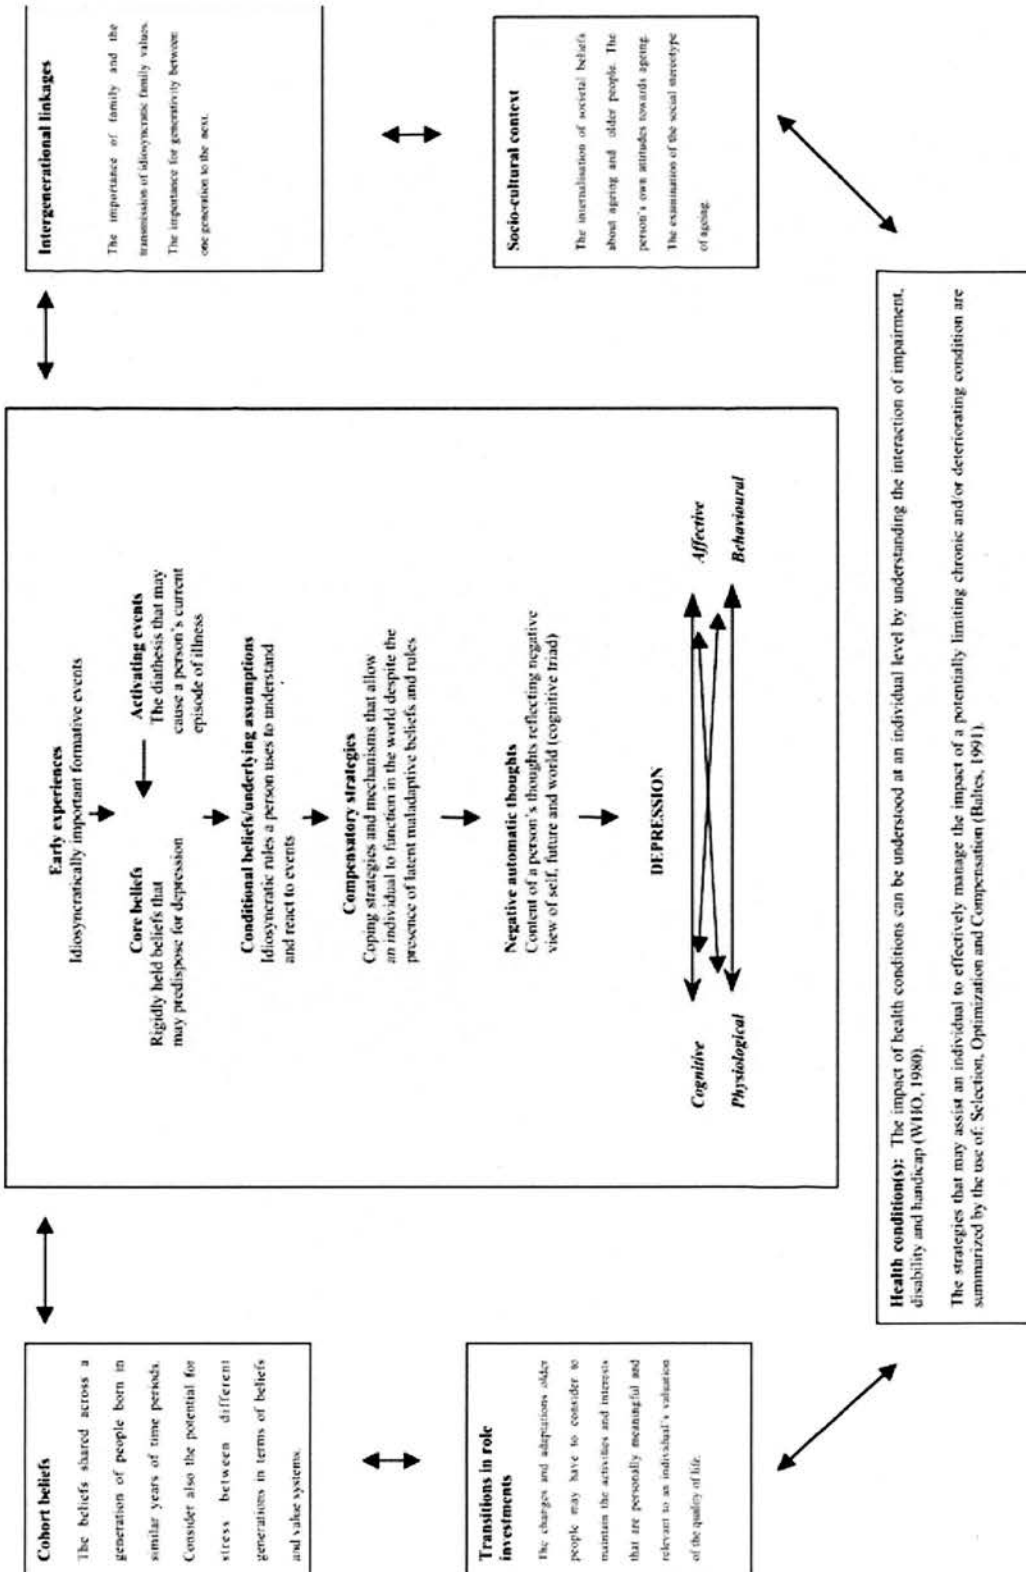 Cohort beliefs
The beliefs shared across a
generation of people born in
similar years of time periods.
Consider also the potential for
stress between different
generations in terms of beliefs
and value systems.
Transitions in role
investments
The changes and adaptations older
people may have to consider to
maintain the activities and interests
that are personally meaningful and
relevant to an individual's valuation
of the quality of life.
Early experiences
Idiosyncratically important formative events
Core beliefs
Rigidly held beliefs that
may predispose for depression
Activating events
The diathesis that may
cause a person's current
episode of illness
Conditional beliefs/underlying assumptions
Idiosyncratic rules a person uses to understand
and react to events
Compensatory strategies
Coping strategies and mechanisms that allow
an individual to function in the world despite the
presence of latent maladaptive beliefs and rules
Negative automatic thoughts
Content of a person's thoughts reflecting negative
view of self, future and world (cognitive triad)
DEPRESSION
Cognitive
Affective
Physiological
Behavioural
Intergenerational linkages
The importance of family and the
transmission of idiosyncratic family values.
The importance for generativity between
one generation to the next.
Socio-cultural context
The internalisation of societal beliefs
about ageing and older people. The
person's own attitudes towards ageing.
The examination of the social stereotype
of ageing.
Health condition(s): The impact of health conditions can be understood at an individual level by understanding the interaction of impairment,
disability and handicap (WHO, 1980).
The strategies that may assist an individual to effectively manage the impact of a potentially limiting chronic and/or deteriorating condition are
summarized by the use of: Selection, Optimization and Compensation (Baltes, 1991).